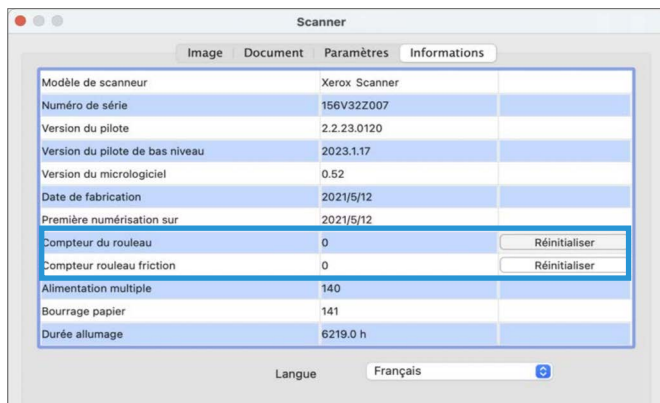 Scanner
Image Document Paramètres Informations
Modèle de scanneur Xerox Scanner
Numéro de série 156V32Z007
Version du pilote 2.2.23.0120
Version du pilote de bas niveau 2023.1.17
Version du micrologiciel 0.52
Date de fabrication 2021/5/12
Première numérisation sur 2021/5/12
Compteur du rouleau 0 Réinitialiser
Compteur rouleau friction 0 Réinitialiser
Alimentation multiple 140
Bourrage papier 141
Durée allumage 6219.0 h
Langue Français